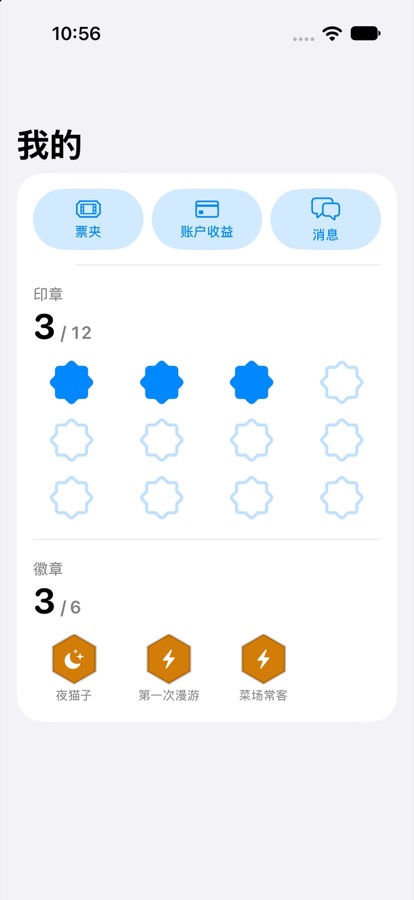 10:56
我的
票夹 账户收益 消息
印章
3 / 12
徽章
3 / 6
夜猫子 第一次漫游 菜场常客